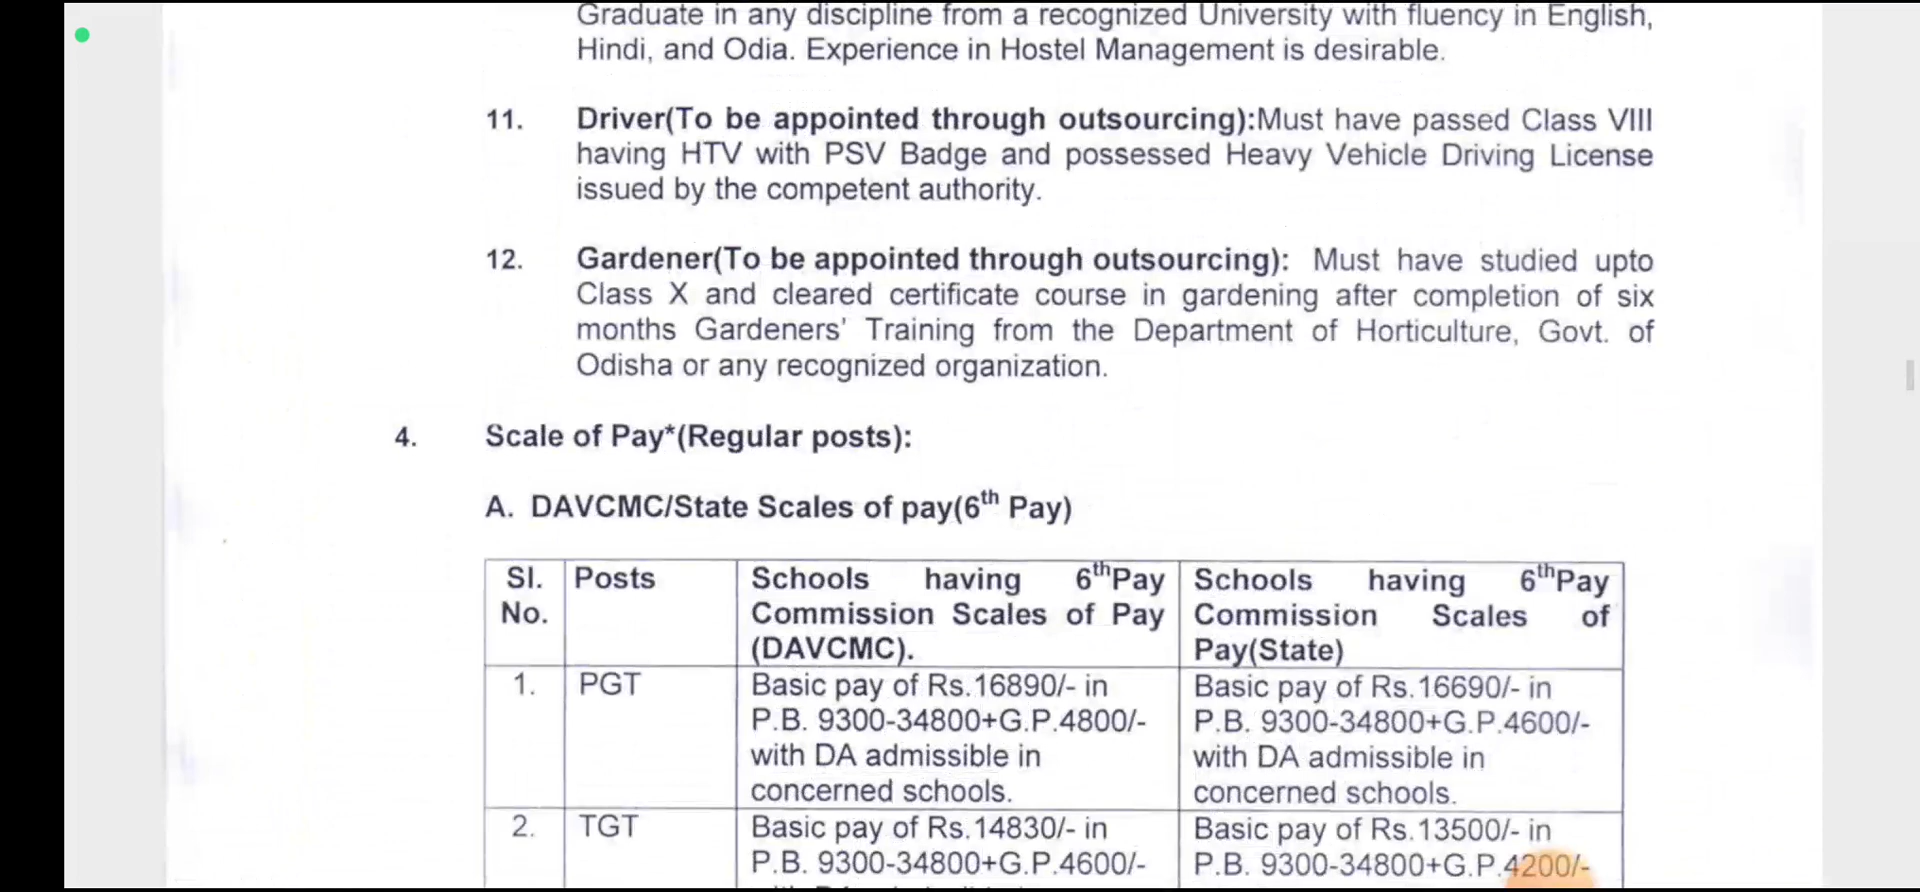 Graduate in any discipline from a recognized University with fluency in English,
Hindi, and Odia. Experience in Hostel Management is desirable.
11. Driver(To be appointed through outsourcing):Must have passed Class VIII
having HTV with PSV Badge and possessed Heavy Vehicle Driving License
issued by the competent authority.
12. Gardener(To be appointed through outsourcing): Must have studied upto
Class X and cleared certificate course in gardening after completion of six
months Gardeners' Training from the Department of Horticulture, Govt. of
Odisha or any recognized organization.
4. Scale of Pay*(Regular posts):
A. DAVCMC/State Scales of pay(6th Pay)
Sl.
No.
Posts
Schools having 6thPay
Commission Scales of Pay
(DAVCMC).
Schools having 6thPay
Commission Scales of
Pay(State)
1.
PGT
Basic pay of Rs.16890/- in
P.B. 9300-34800+G.P.4800/-
with DA admissible in
concerned schools.
Basic pay of Rs.16690/- in
P.B. 9300-34800+G.P.4600/-
with DA admissible in
concerned schools.
2.
TGT
Basic pay of Rs.14830/- in
P.B. 9300-34800+G.P.4600/-
Basic pay of Rs.13500/- in
P.B. 9300-34800+G.P.4200/-